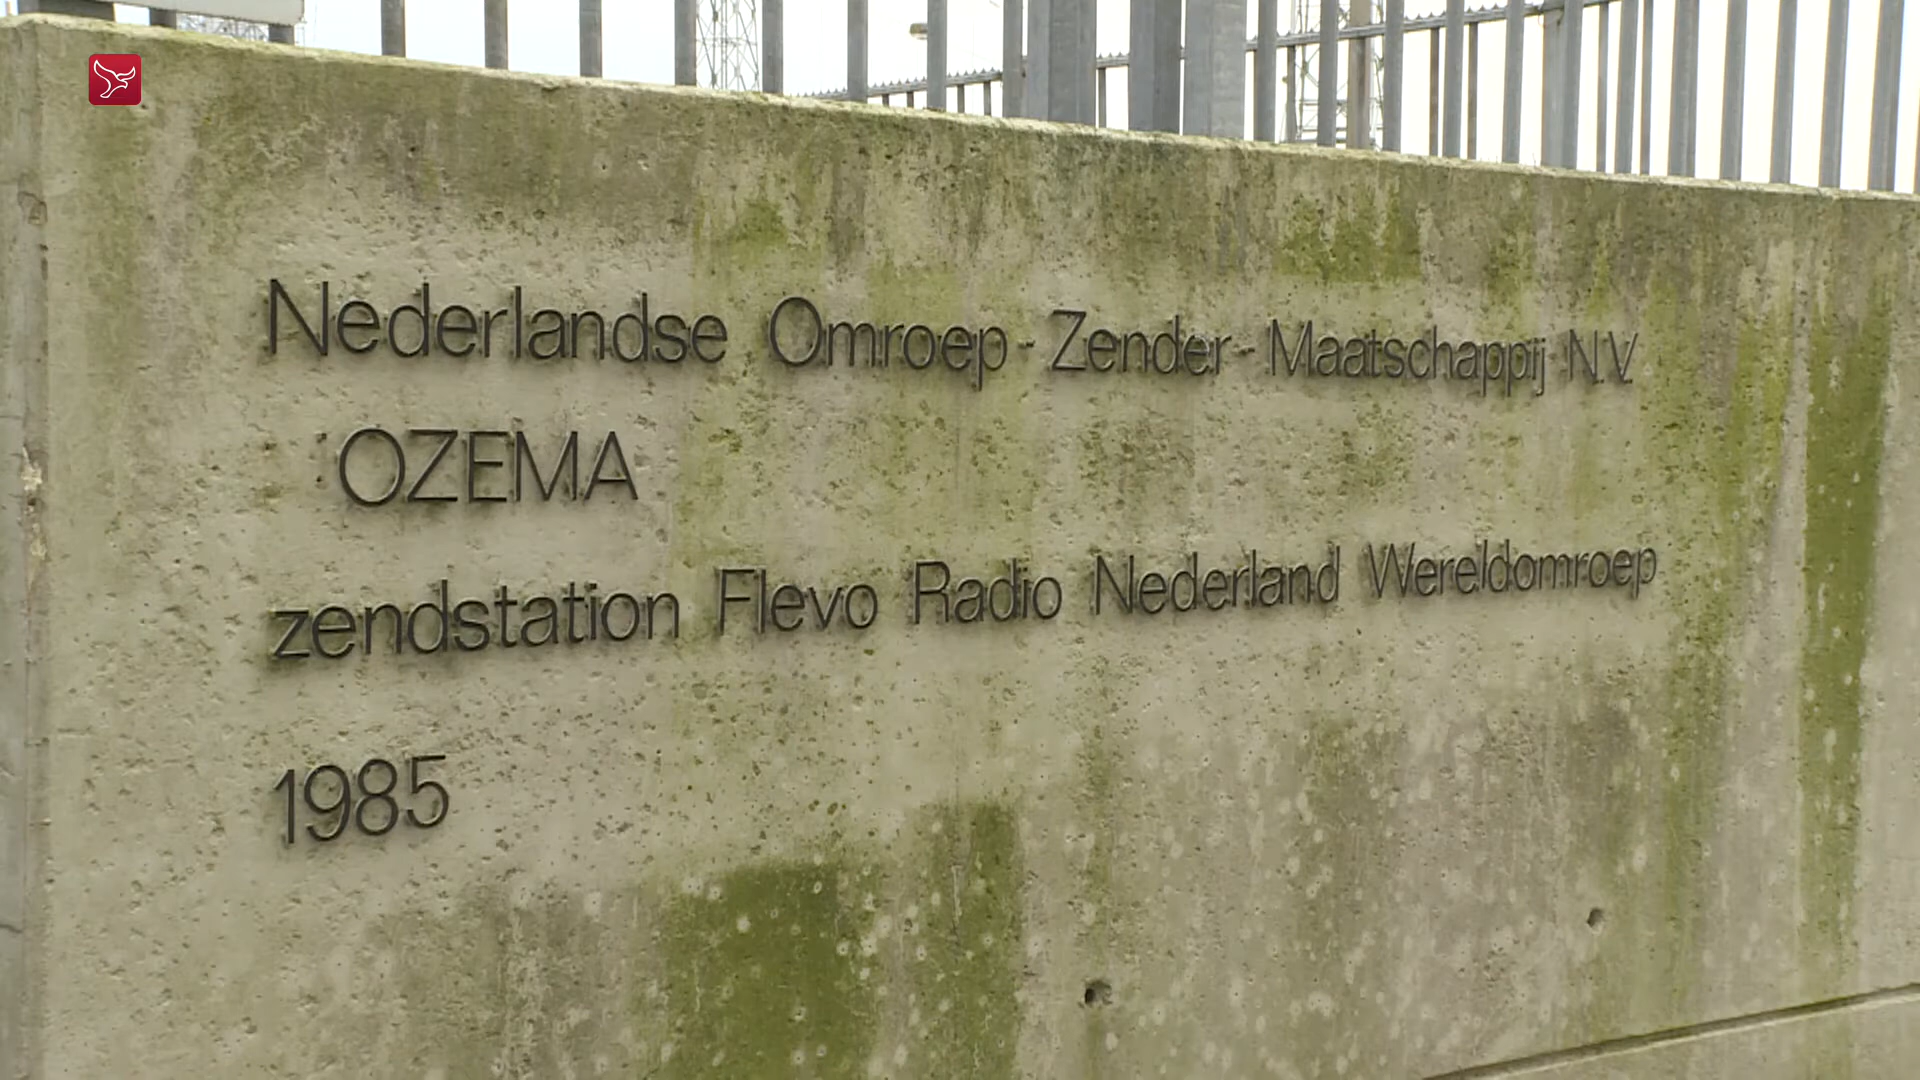 Nederlandse Omroep-Zender-Maatschappij N.V
OZEMA
zendstation Flevo Radio Nederland Wereldomroep
1985